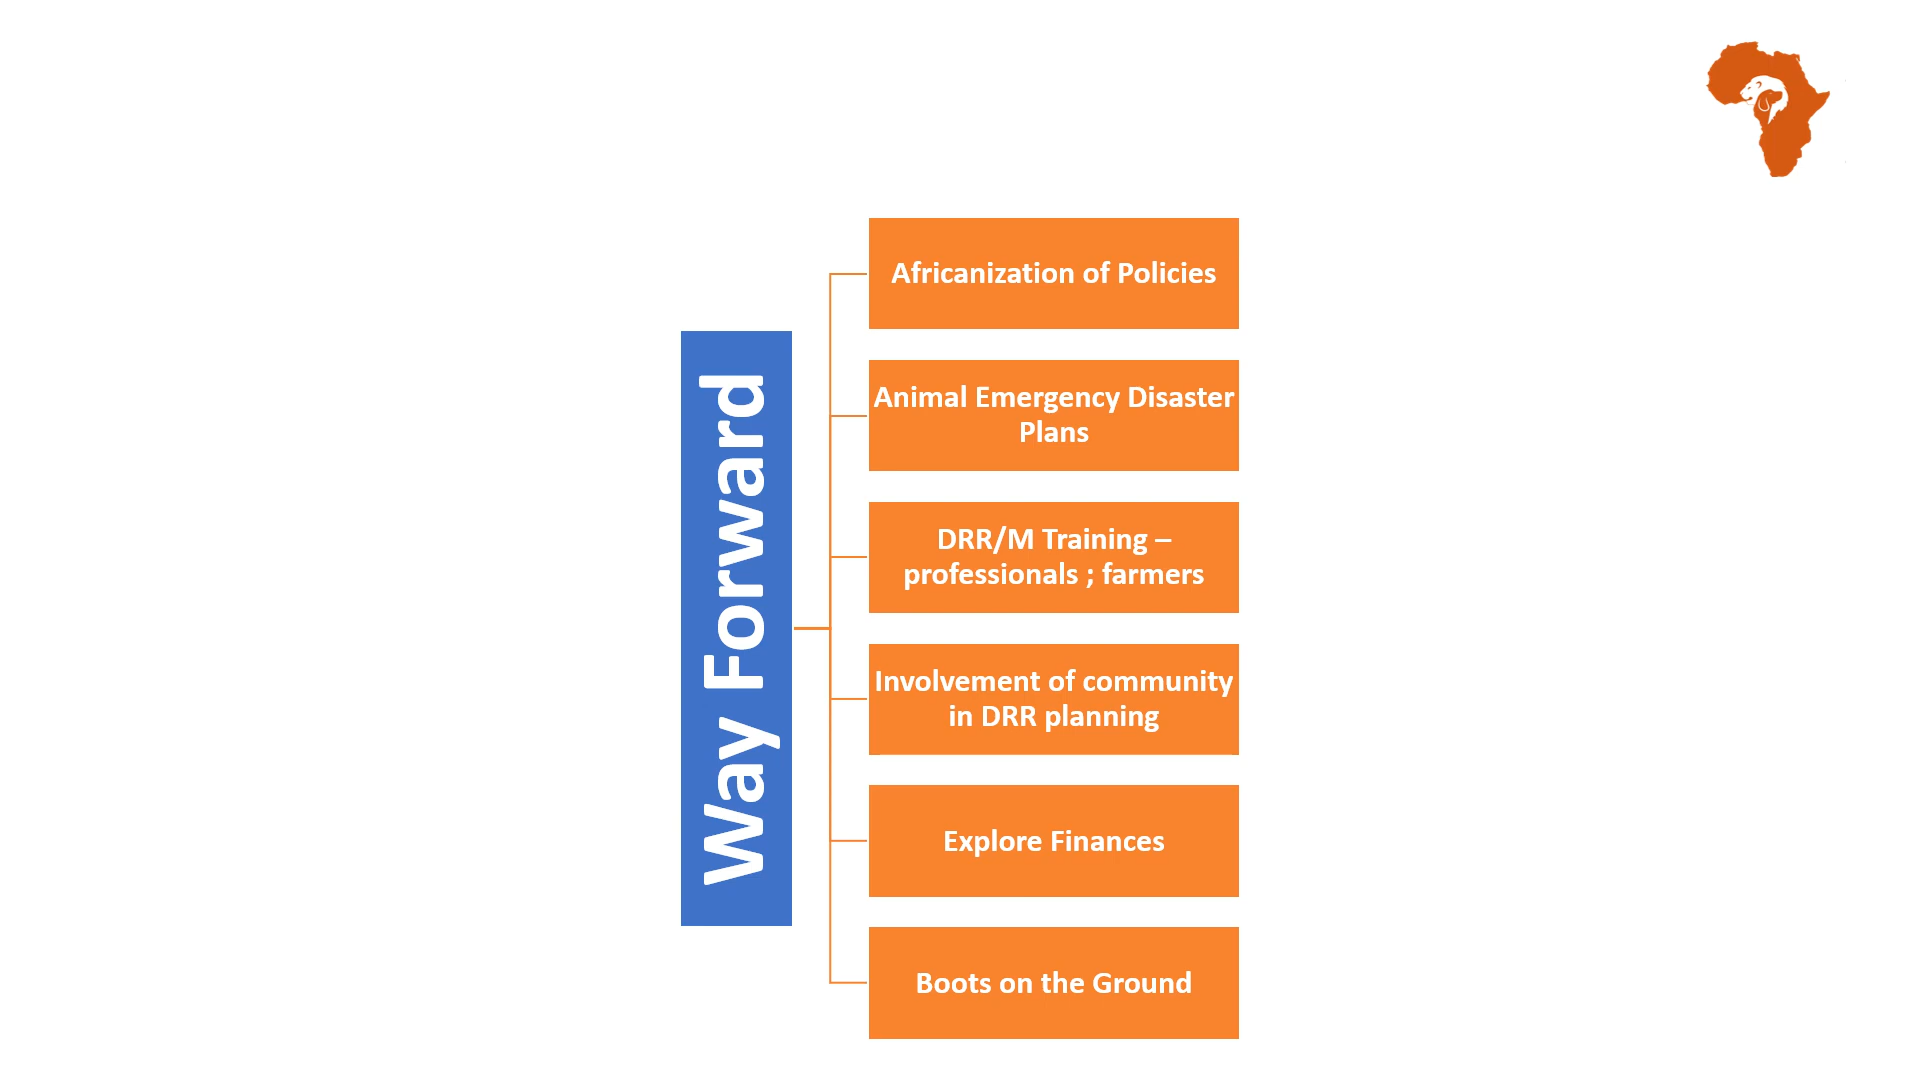 Way Forward
Africanization of Policies
Animal Emergency Disaster
Plans
DRR/M Training –
professionals ; farmers
Involvement of community
in DRR planning
Explore Finances
Boots on the Ground